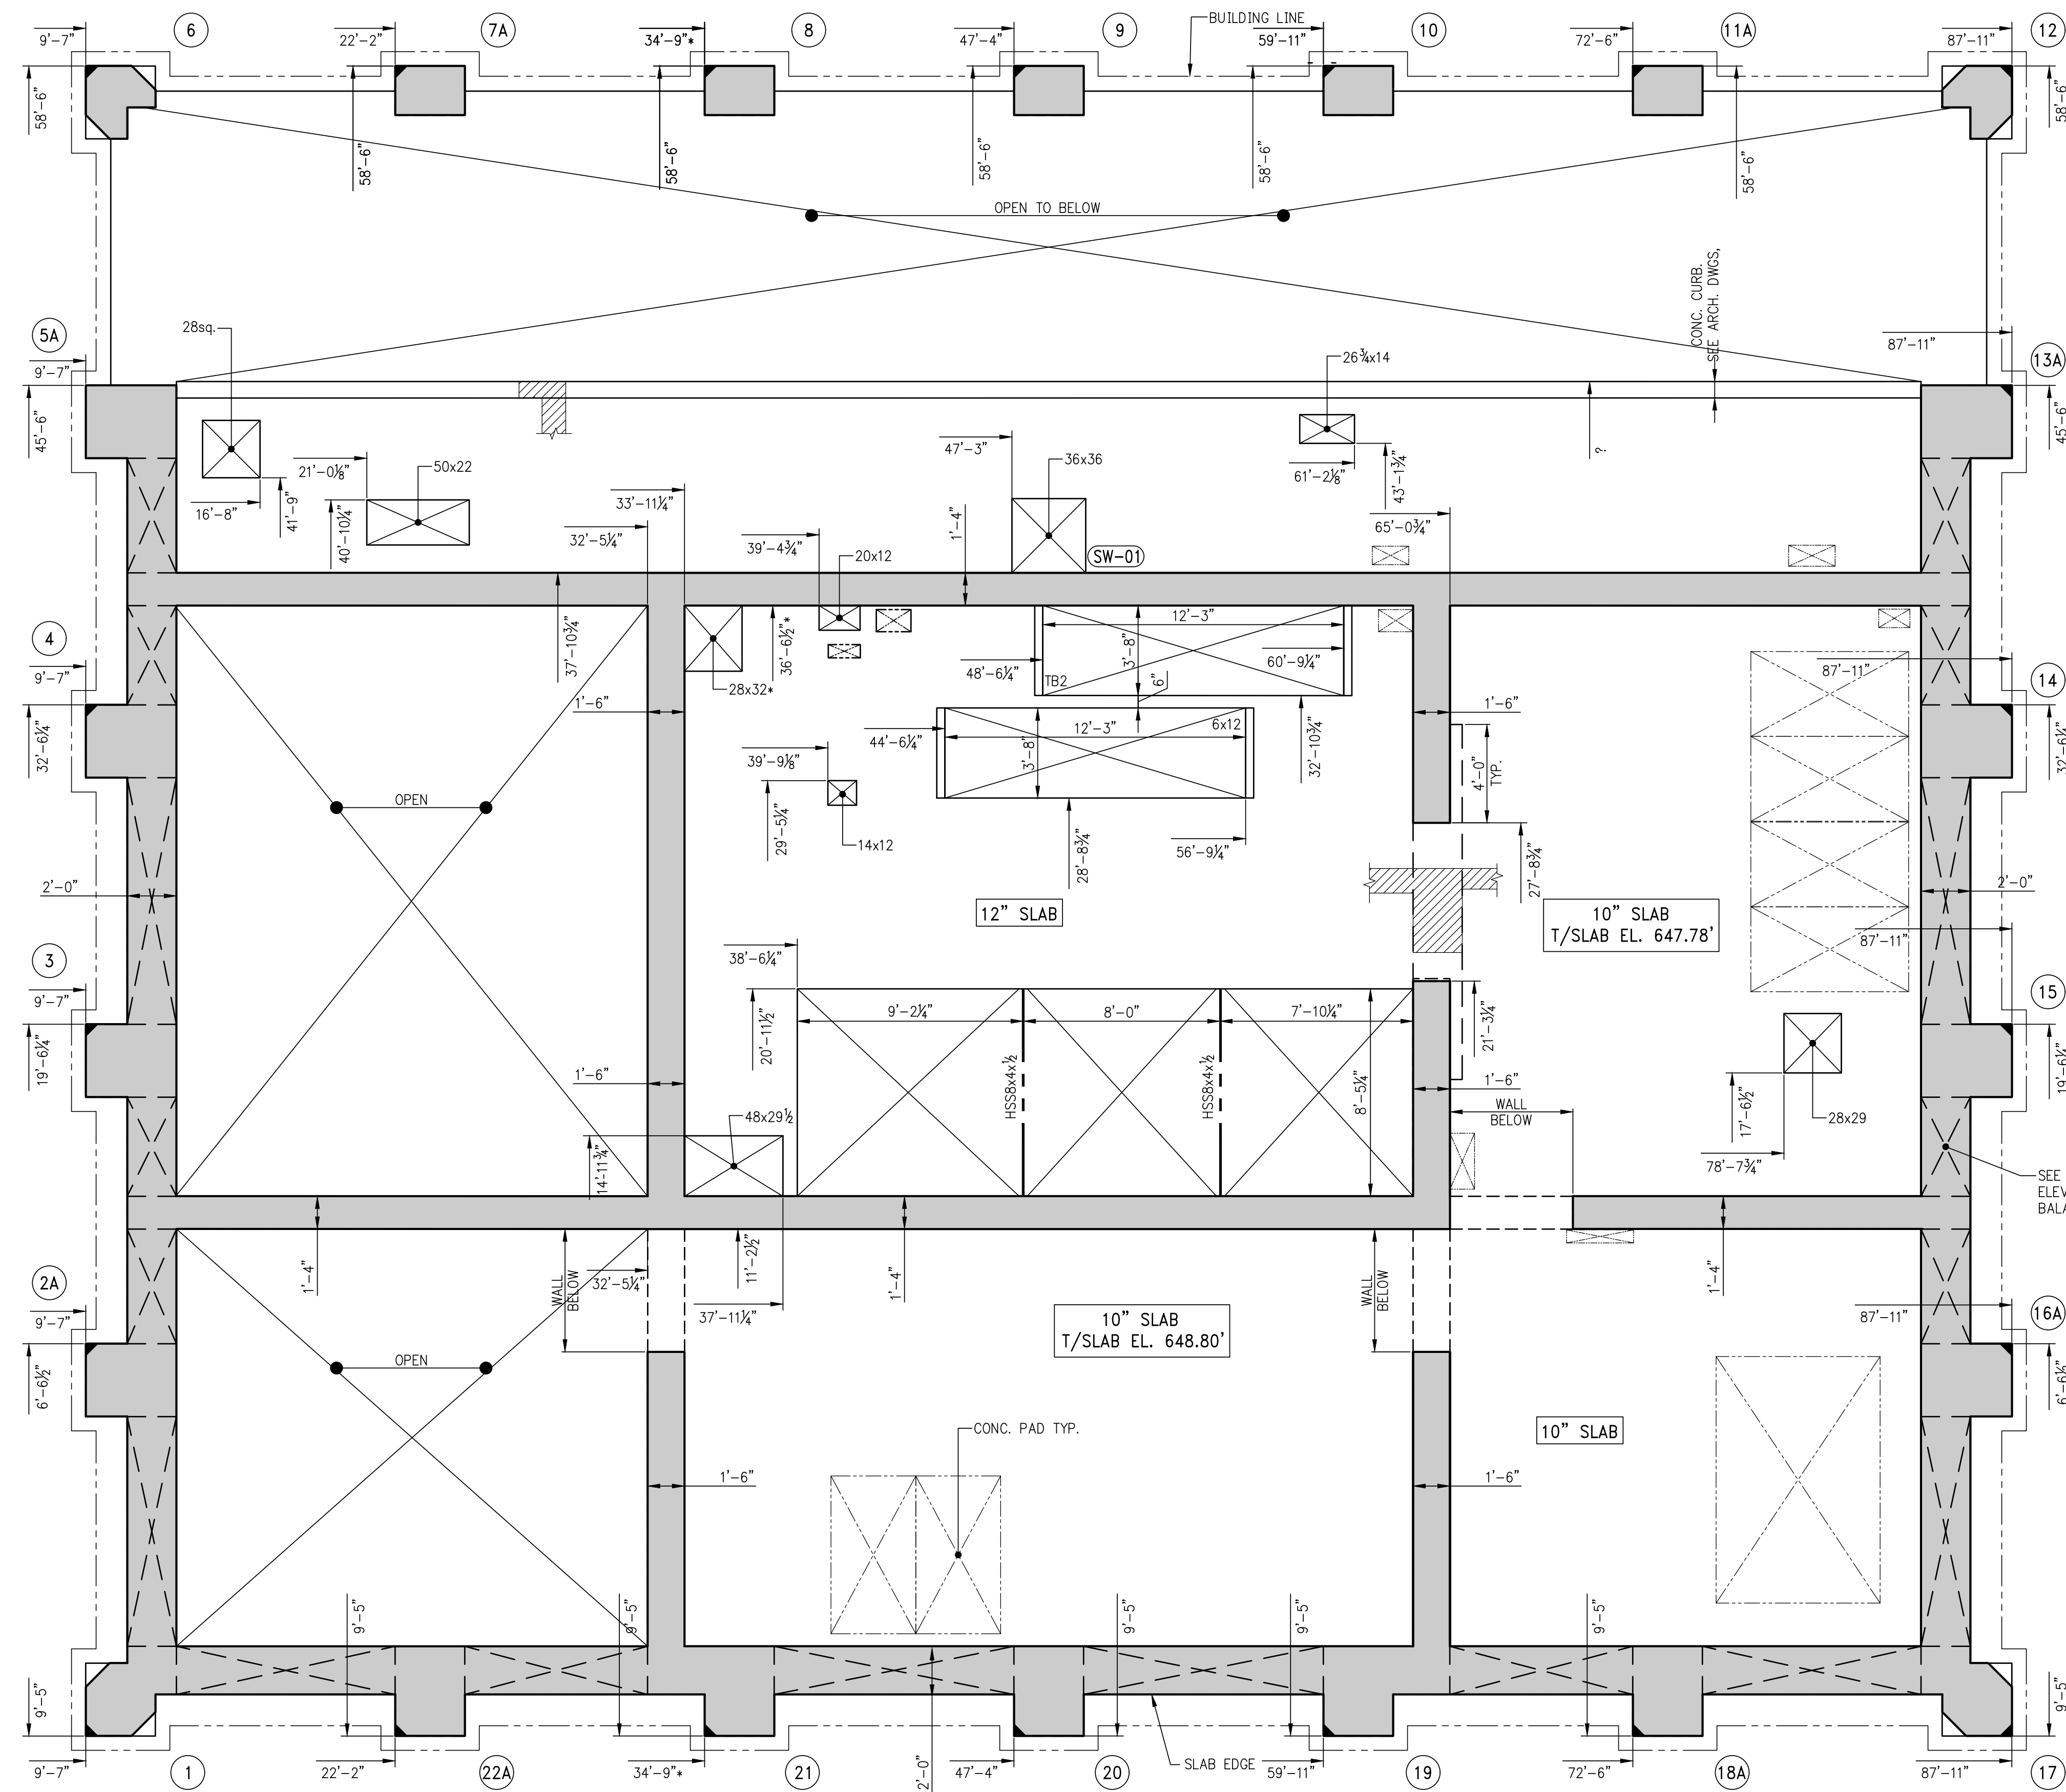 6
7A
8
9
10
11A
12
9'-7"
22'-2"
34'-9"*
47'-4"
59'-11"
72'-6"
87'-11"
BUILDING LINE
58'-6"
58'-6"
58'-6"
58'-6"
58'-6"
58'-6"
58'-6"
OPEN TO BELOW
CONC. CURB.
SEE ARCH. DWGS,
5A
9'-7"
45'-6"
28sq.
26¾x14
87'-11"
13A
45'-6"
16'-8"
41'-9"
21'-0⅛"
50x22
40'-10¼"
33'-11¼"
32'-5¼"
47'-3"
36x36
61'-2⅛"
43'-1¾"
?
65'-0¾"
39'-4¾"
20x12
1'-4"
SW-01
4
9'-7"
32'-6¼"
37'-10¾"
36'-6½"*
28x32*
1'-6"
12'-3"
3'-8"
48'-6¼"
60'-9¼"
TB2
6"
1'-6"
87'-11"
14
32'-6¼"
44'-6¼"
12'-3"
6x12
3'-8"
32'-10¾"
4'-0"
TYP.
39'-9⅛"
29'-5¼"
14x12
OPEN
28'-8¾"
56'-9¼"
27'-8¾"
2'-0"
2'-0"
12" SLAB
10" SLAB
T/SLAB EL. 647.78'
3
9'-7"
19'-6¼"
38'-6¼"
87'-11"
15
19'-6¼"
20'-11½"
9'-2¼"
8'-0"
7'-10¼"
21'-3¼"
HSS8x4x½
HSS8x4x½
8'-5¼"
1'-6"
1'-6"
WALL
BELOW
48x29½
14'-11¾"
17'-6½"
28x29
78'-7¾"
SEE
ELEV
BALA
2A
9'-7"
6'-6½"
1'-4"
WALL
BELOW
32'-5¼"
11'-2½"
37'-11¼"
1'-4"
WALL
BELOW
1'-4"
87'-11"
16A
6'-6½"
10" SLAB
T/SLAB EL. 648.80'
OPEN
CONC. PAD TYP.
10" SLAB
1'-6"
1'-6"
9'-5"
9'-5"
9'-5"
9'-5"
9'-5"
9'-5"
9'-5"
2'-0"
SLAB EDGE
9'-7"
1
22'-2"
22A
34'-9"*
21
47'-4"
20
59'-11"
19
72'-6"
18A
87'-11"
17